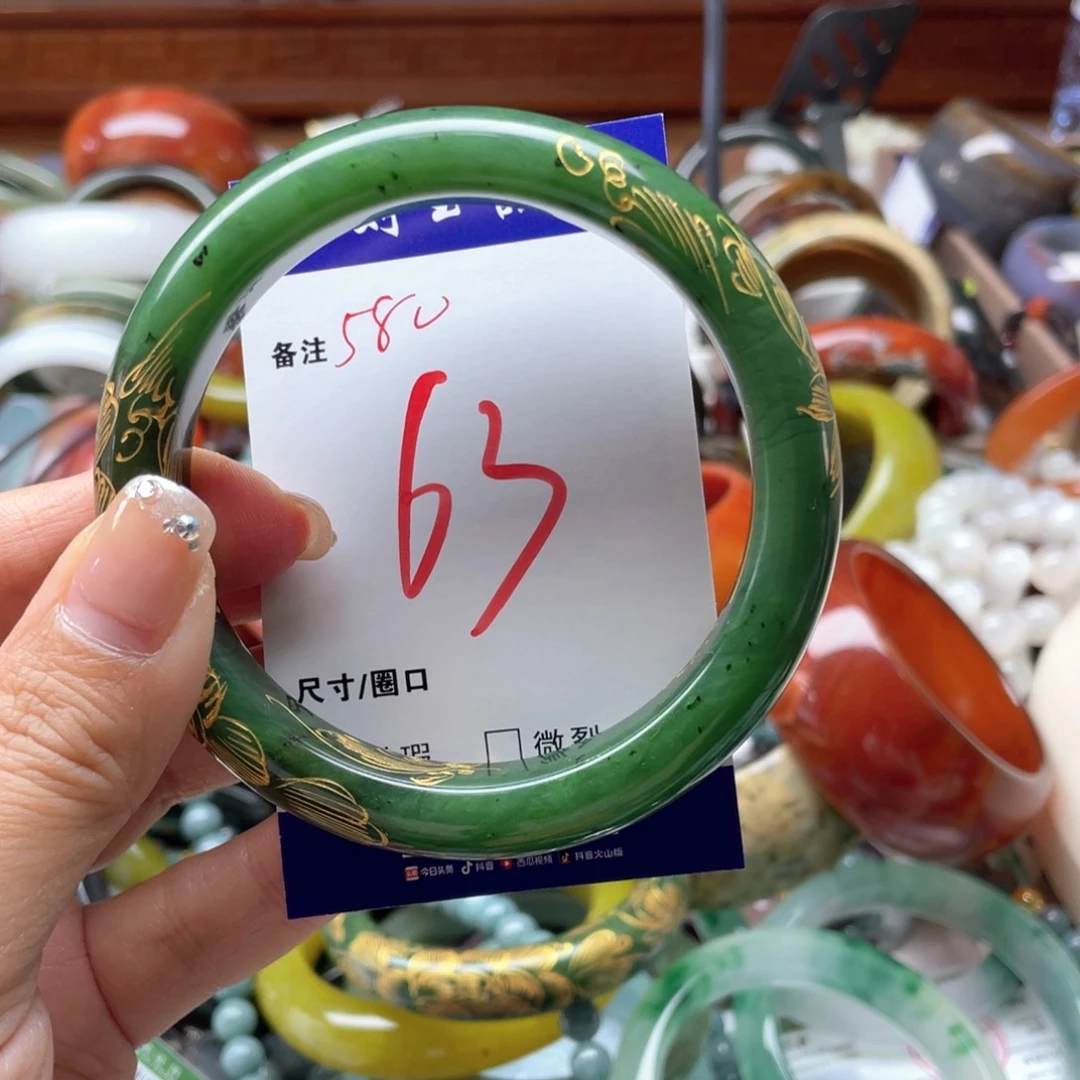 备注 580
63
尺寸/圈口
瑕 □ 微裂
今日头条 抖音 西瓜视频 抖音火山版